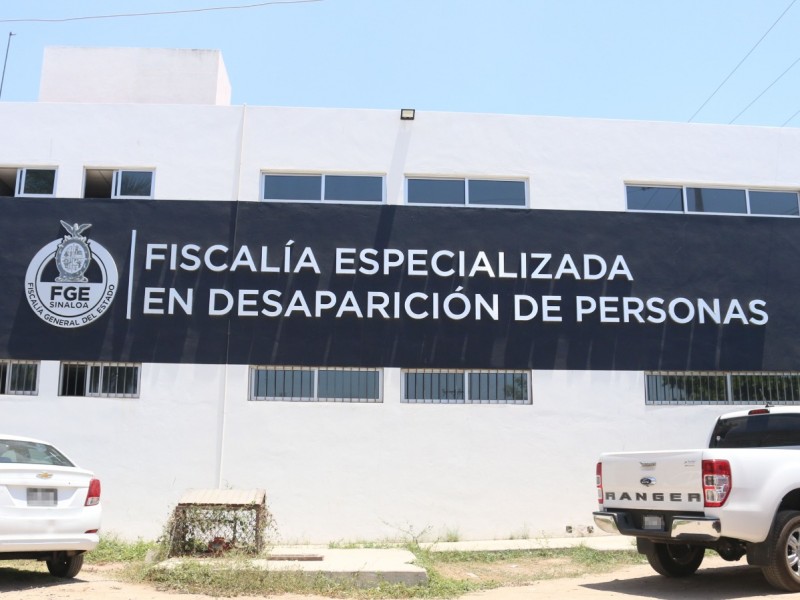 FISCALÍA ESPECIALIZADA
EN DESAPARICIÓN DE PERSONAS
FGE
SINALOA
FISCALÍA GENERAL DEL ESTADO
RANGER